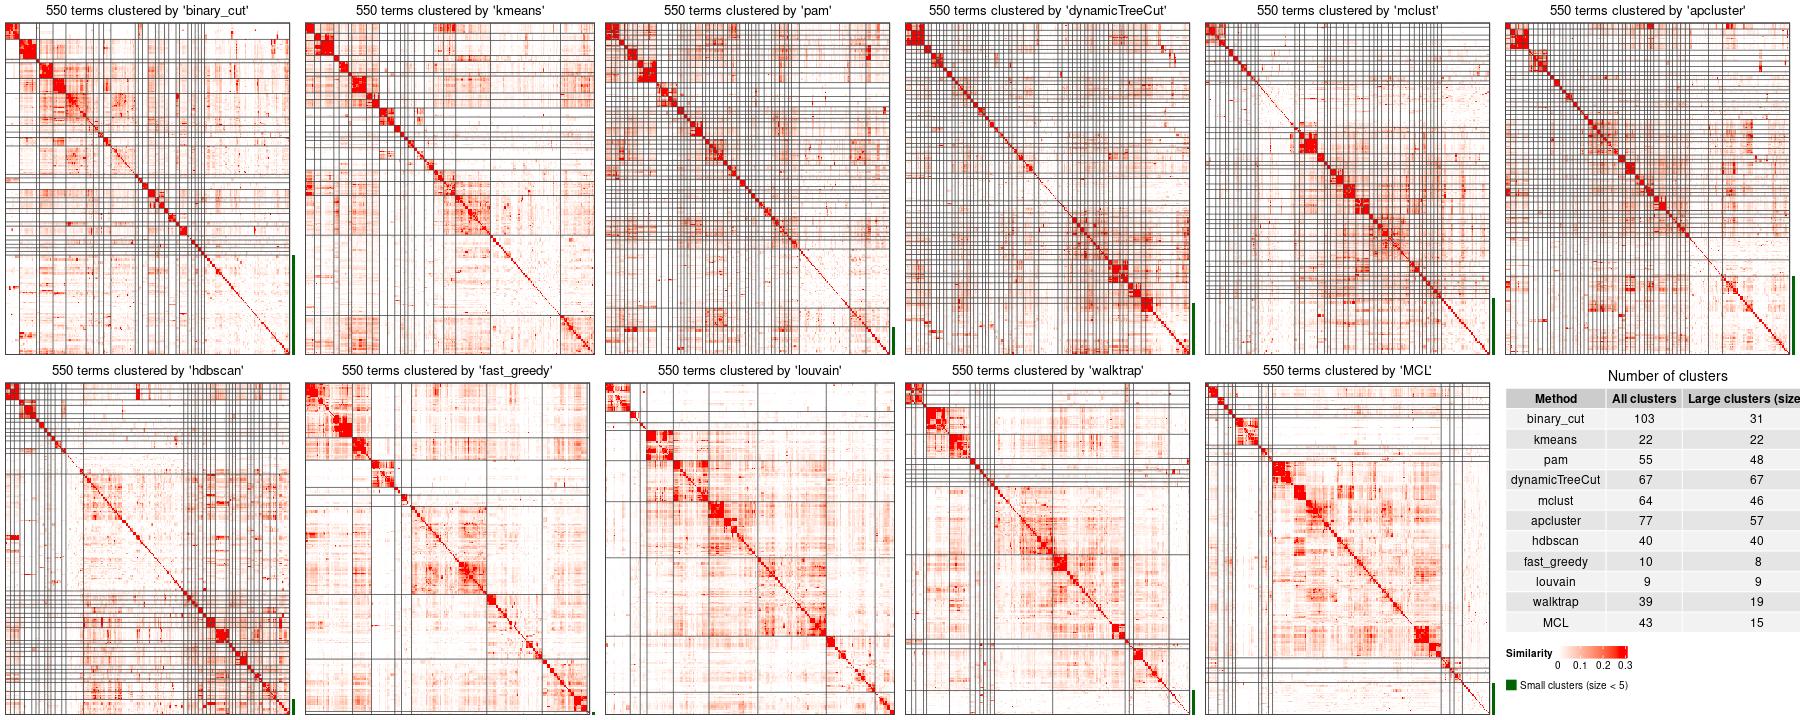 550 terms clustered by 'binary_cut'
550 terms clustered by 'kmeans'
550 terms clustered by 'pam'
550 terms clustered by 'dynamicTreeCut'
550 terms clustered by 'mclust'
550 terms clustered by 'apcluster'
550 terms clustered by 'hdbscan'
550 terms clustered by 'fast_greedy'
550 terms clustered by 'louvain'
550 terms clustered by 'walktrap'
550 terms clustered by 'MCL'
Number of clusters
Method All clusters Large clusters (size
binary_cut 103 31
kmeans 22 22
pam 55 48
dynamicTreeCut 67 67
mclust 64 46
apcluster 77 57
hdbscan 40 40
fast_greedy 10 8
louvain 9 9
walktrap 39 19
MCL 43 15
Similarity
0 0.1 0.2 0.3
Small clusters (size < 5)